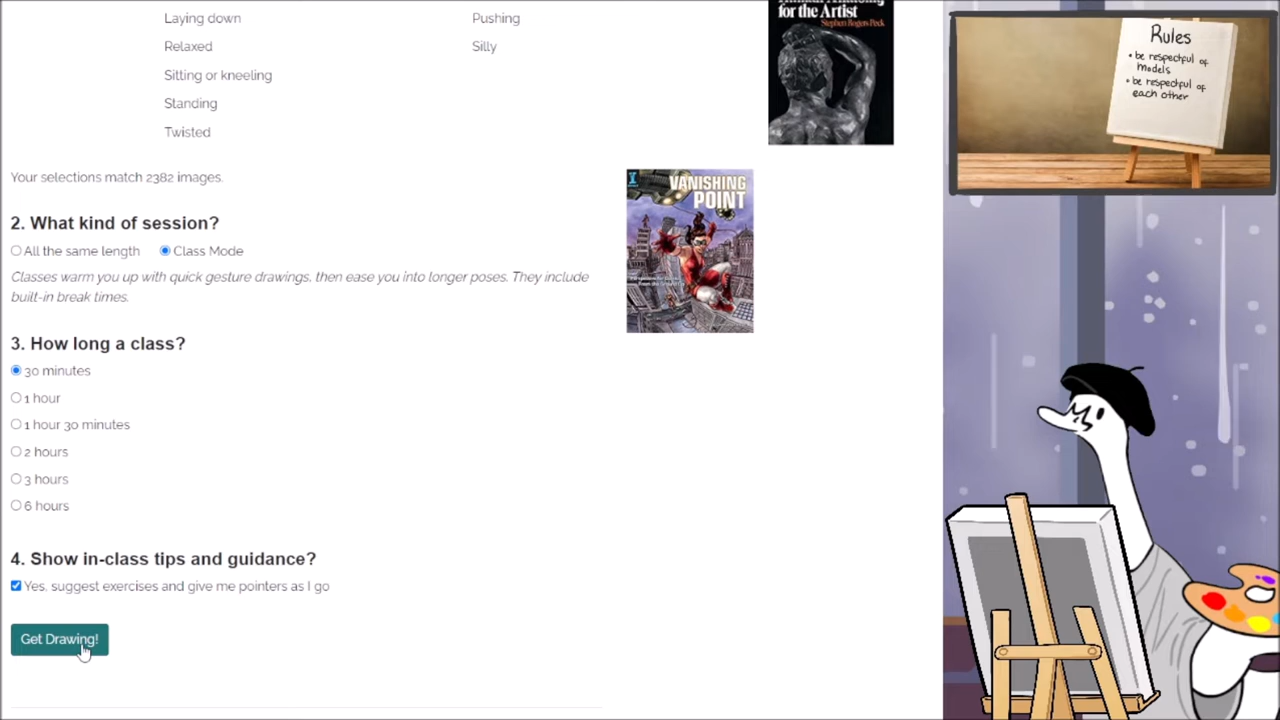 Laying down
Pushing
Relaxed
Silly
Sitting or kneeling
Standing
Twisted
Your selections match 2382 images.
2. What kind of session?
All the same length
Class Mode
Classes warm you up with quick gesture drawings, then ease you into longer poses. They include
built-in break times.
3. How long a class?
30 minutes
1 hour
1 hour 30 minutes
2 hours
3 hours
6 hours
4. Show in-class tips and guidance?
Yes, suggest exercises and give me pointers as I go
Get Drawing!
for the Artist
Stephen Rogers Peck
VANISHING
POINT
Rules
• be respectful of
models
• be respectful of
each other